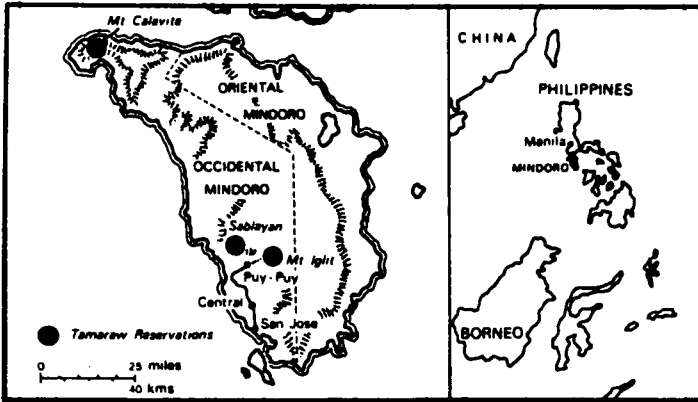 Mt Calavite
ORIENTAL
MINDORO
OCCIDENTAL
MINDORO
Sablayan
Mt Iglit
Puy-Puy
Central
San Jose
Tamaraw Reservations
0 25 miles
40 kms
CHINA
PHILIPPINES
Manila
MINDORO
BORNEO